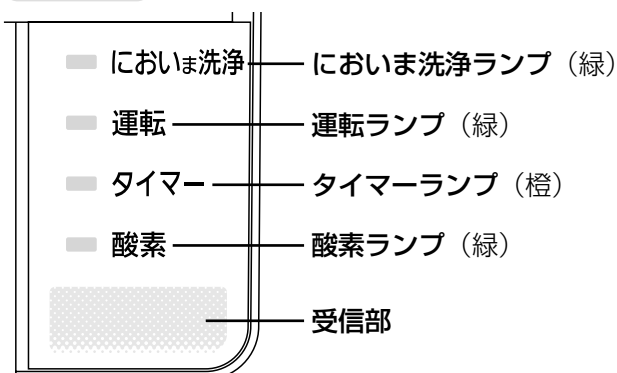 においま洗浄 においま洗浄ランプ（緑）
運転 運転ランプ（緑）
タイマー タイマーランプ（橙）
酸素 酸素ランプ（緑）
受信部